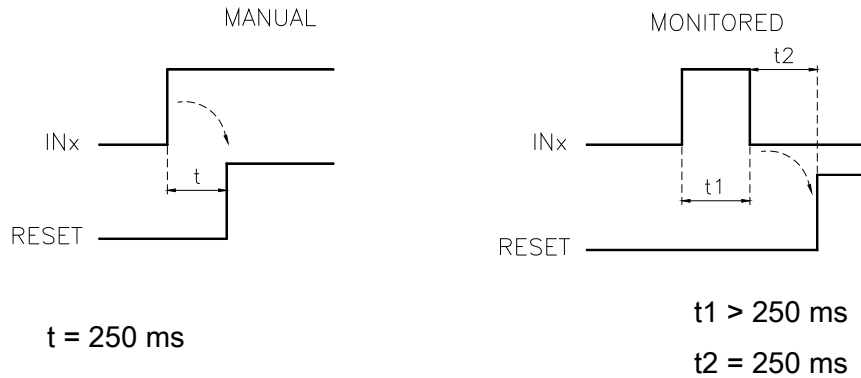 MANUAL
INx
t
RESET
t = 250 ms
MONITORED
t2
INx
t1
RESET
t1 > 250 ms
t2 = 250 ms